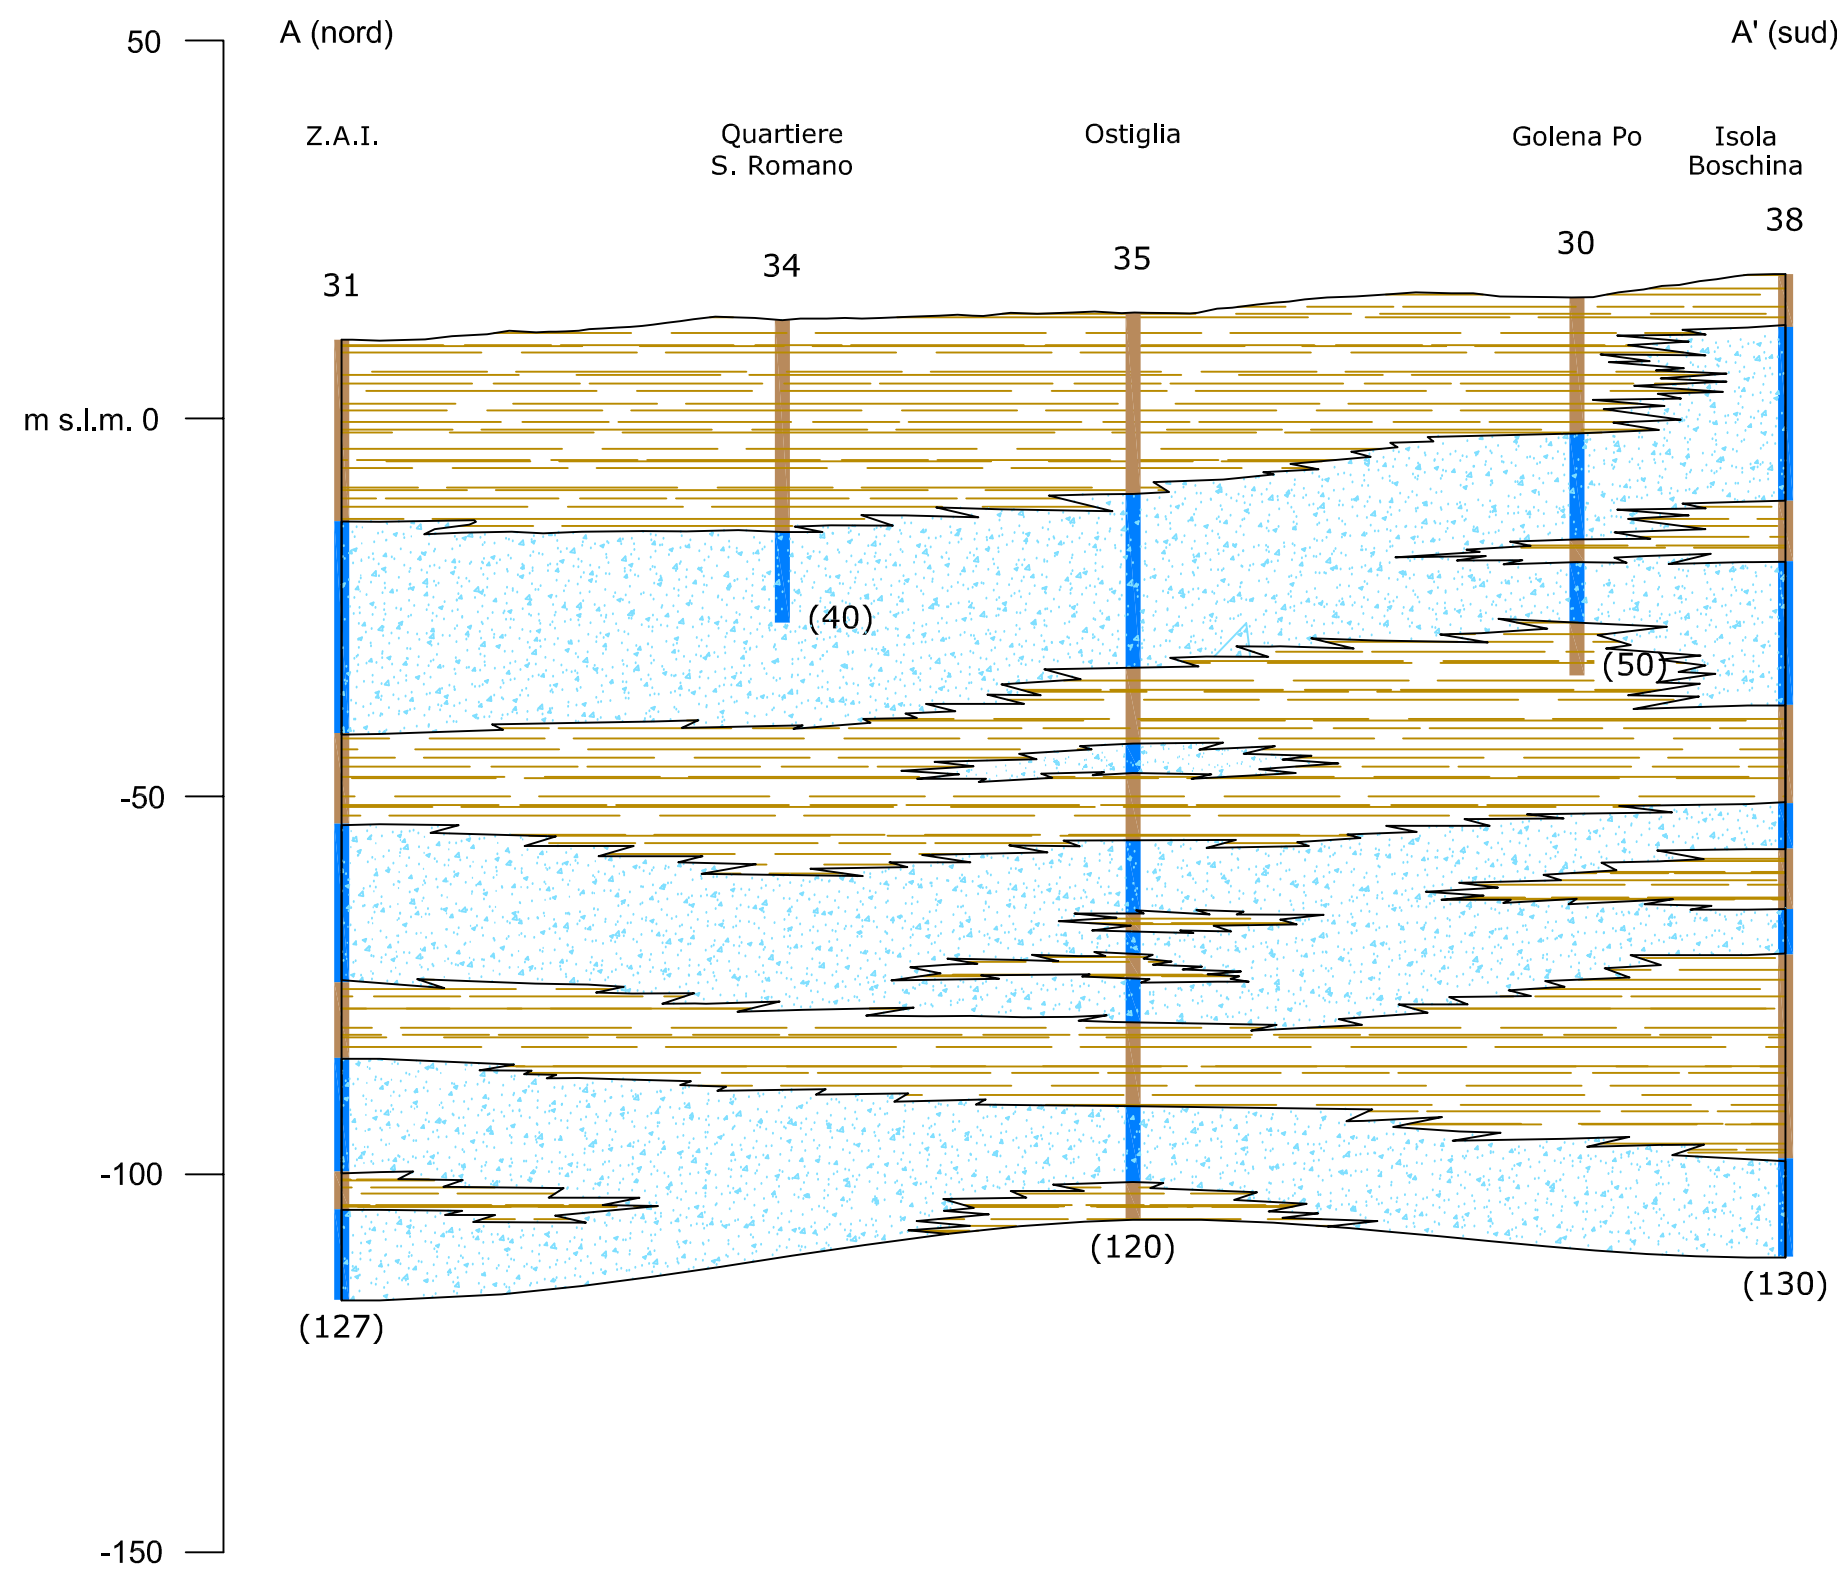 50
A (nord)
A' (sud)
Z.A.I.
Quartiere
S. Romano
Ostiglia
Golena Po
Isola
Boschina
31
34
35
30
38
m s.l.m. 0
(40)
(50)
-50
-100
(120)
(130)
(127)
-150